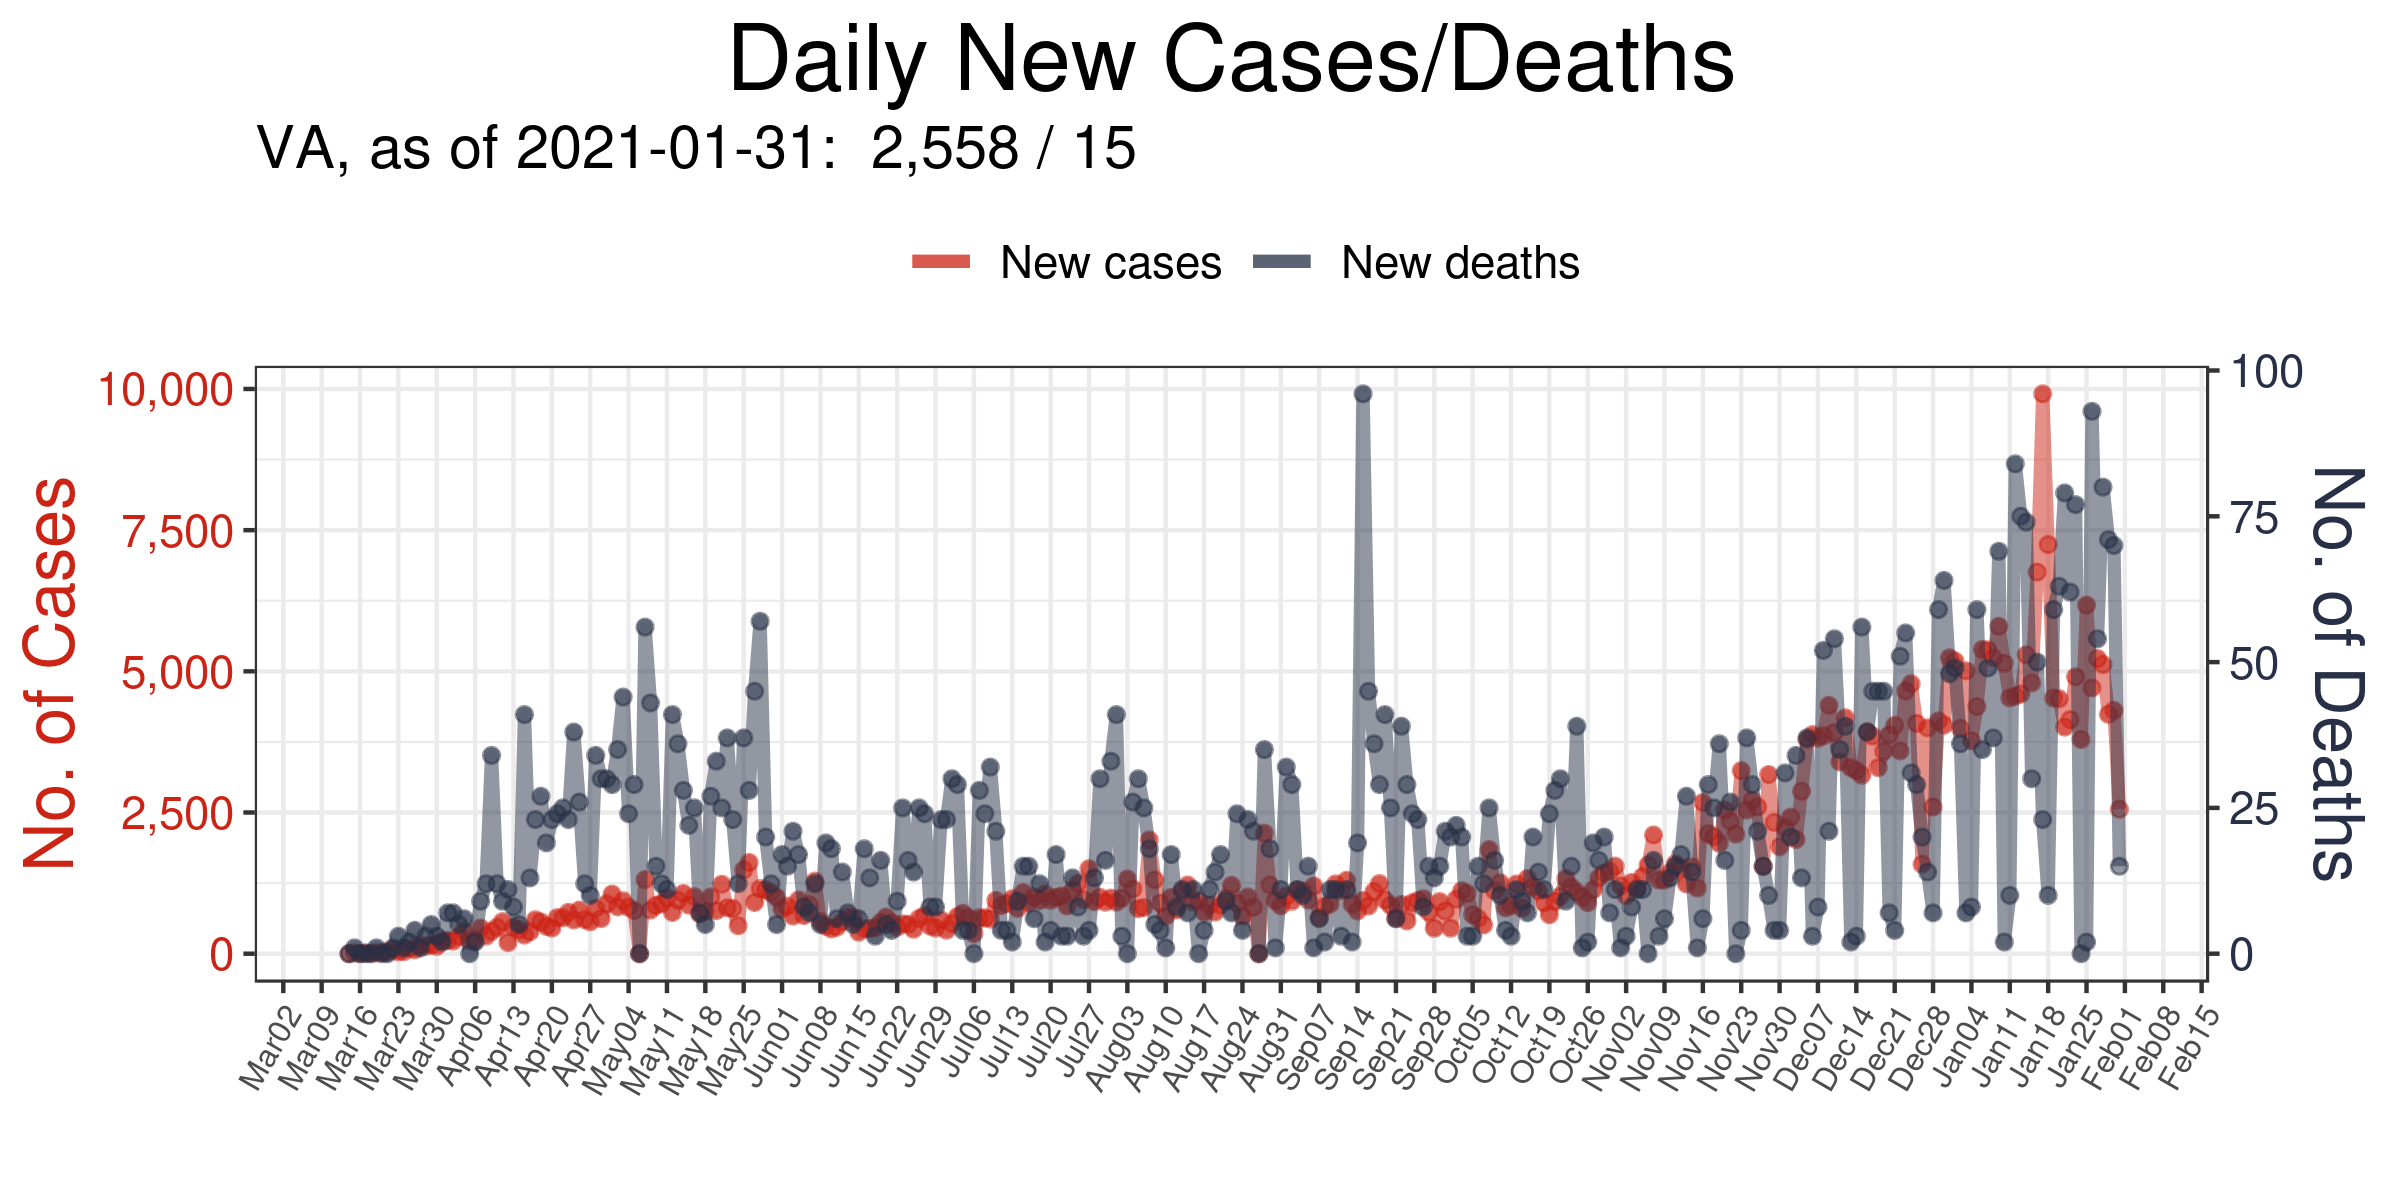 Daily New Cases/Deaths
VA, as of 2021-01-31: 2,558 / 15
New cases New deaths
No. of Cases
10,000
7,500
5,000
2,500
0
100
75
50
25
0
No. of Deaths
Mar02 Mar09 Mar16 Mar23 Mar30 Apr06 Apr13 Apr20 Apr27 May04 May11 May18 May25 Jun01 Jun08 Jun15 Jun22 Jun29 Jul06 Jul13 Jul20 Jul27 Aug03 Aug10 Aug17 Aug24 Aug31 Sep07 Sep14 Sep21 Sep28 Oct05 Oct12 Oct19 Oct26 Nov02 Nov09 Nov16 Nov23 Nov30 Dec07 Dec14 Dec21 Dec28 Dec04 Jan11 Jan18 Jan25 Feb01 Feb08 Feb15